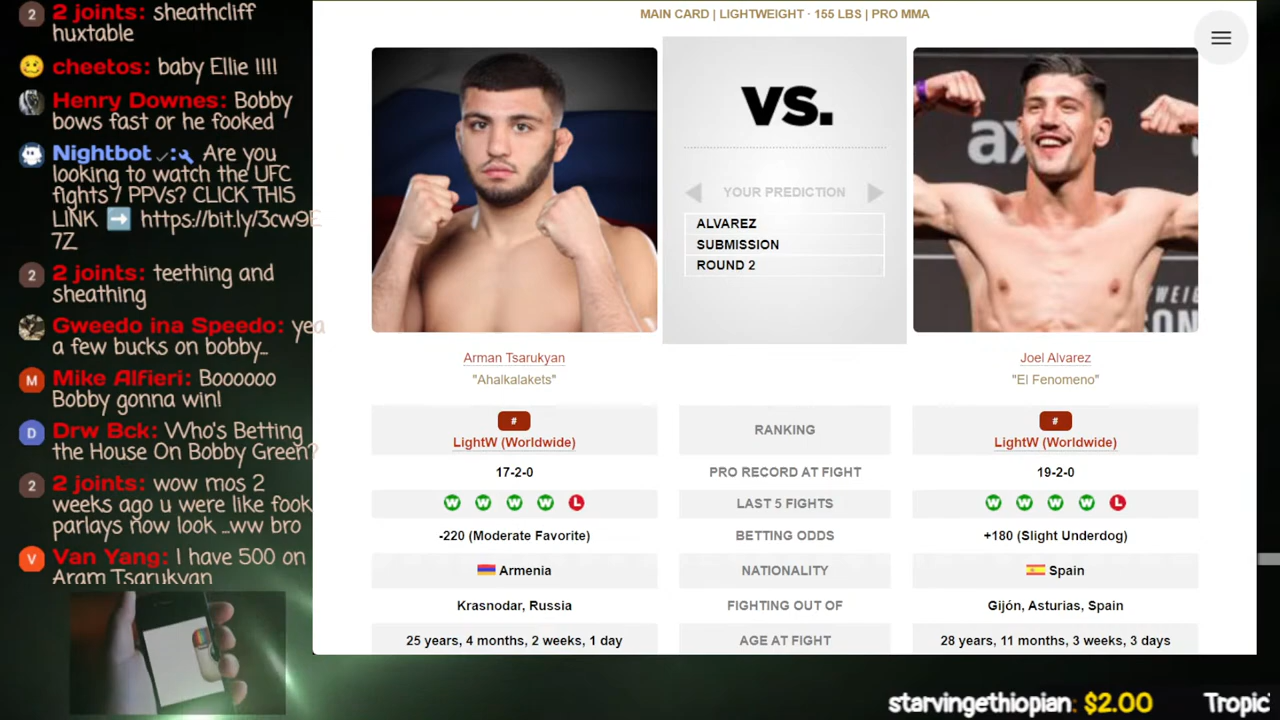 2 joints: sheathcliff
huxtable
cheetos: baby Ellie !!!!
Henry Downes: Bobby
bows fast or he fooked
Nightbot : Are you
looking to watch the UFC
fights / PPVs? CLICK THIS
LINK ➡️ https://bit.ly/3cw9E
7Z
2 joints: teething and
sheathing
Gweedo ina Speedo: yea
a few bucks on bobby...
Mike Alfieri: Boooooo
Bobby gonna win!
Drw Bck: Who's Betting
the House On Bobby Green?
2 joints: wow mos 2
weeks ago u were like fook
parlays now look ...ww bro
Van Yang: I have 500 on
Aram Tsarukyan
MAIN CARD | LIGHTWEIGHT · 155 LBS | PRO MMA
VS.
YOUR PREDICTION
ALVAREZ
SUBMISSION
ROUND 2
Arman Tsarukyan
Joel Alvarez
"Ahalkalakets"
"El Fenomeno"
# RANKING #
LightW (Worldwide) LightW (Worldwide)
17-2-0 PRO RECORD AT FIGHT 19-2-0
W W W W L LAST 5 FIGHTS W W W W L
-220 (Moderate Favorite) BETTING ODDS +180 (Slight Underdog)
Armenia NATIONALITY Spain
Krasnodar, Russia FIGHTING OUT OF Gijón, Asturias, Spain
25 years, 4 months, 2 weeks, 1 day AGE AT FIGHT 28 years, 11 months, 3 weeks, 3 days
starvingethiopian: $2.00 Tropic